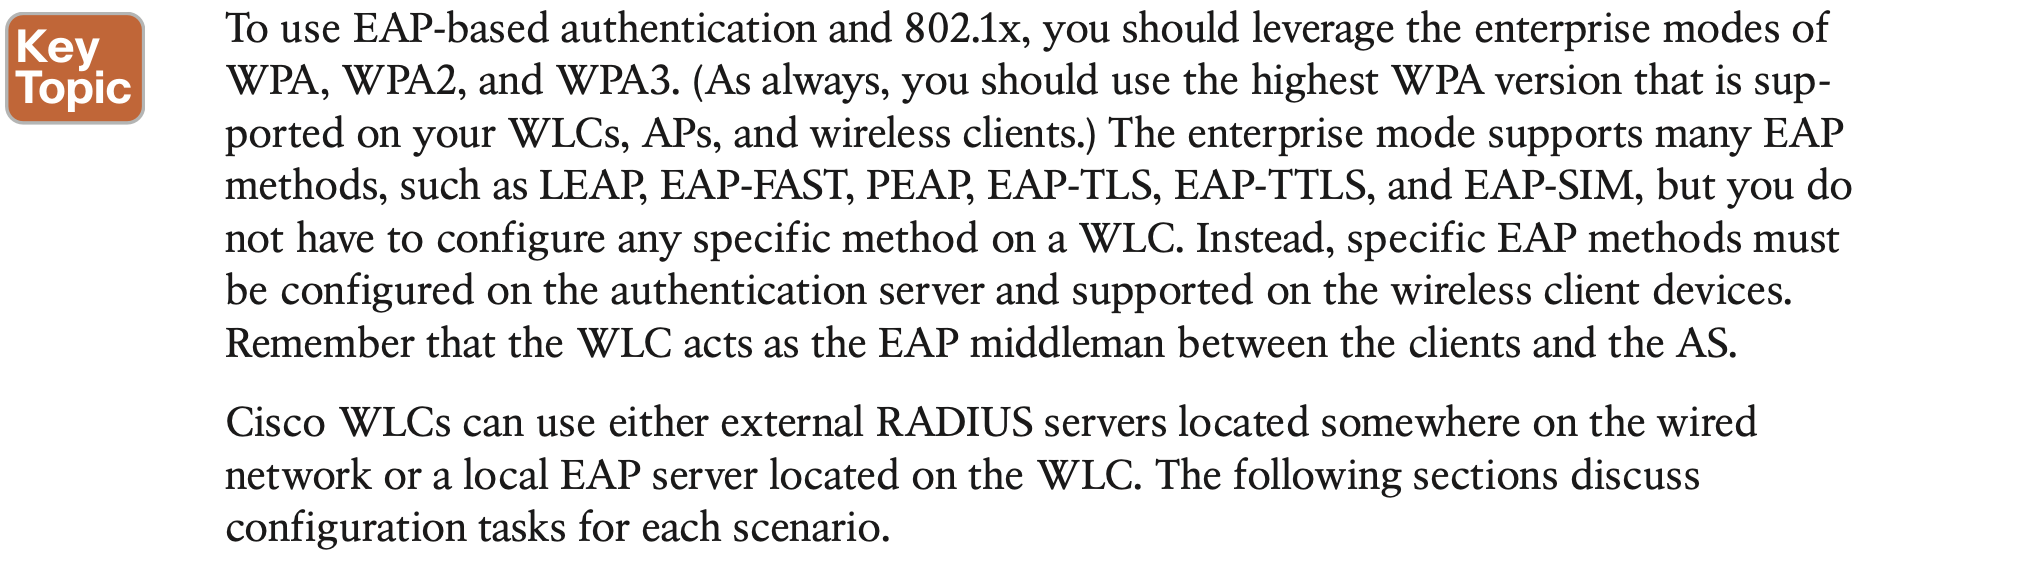 Key
Topic
To use EAP-based authentication and 802.1x, you should leverage the enterprise modes of
WPA, WPA2, and WPA3. (As always, you should use the highest WPA version that is sup-
ported on your WLCs, APs, and wireless clients.) The enterprise mode supports many EAP
methods, such as LEAP, EAP-FAST, PEAP, EAP-TLS, EAP-TTLS, and EAP-SIM, but you do
not have to configure any specific method on a WLC. Instead, specific EAP methods must
be configured on the authentication server and supported on the wireless client devices.
Remember that the WLC acts as the EAP middleman between the clients and the AS.
Cisco WLCs can use either external RADIUS servers located somewhere on the wired
network or a local EAP server located on the WLC. The following sections discuss
configuration tasks for each scenario.